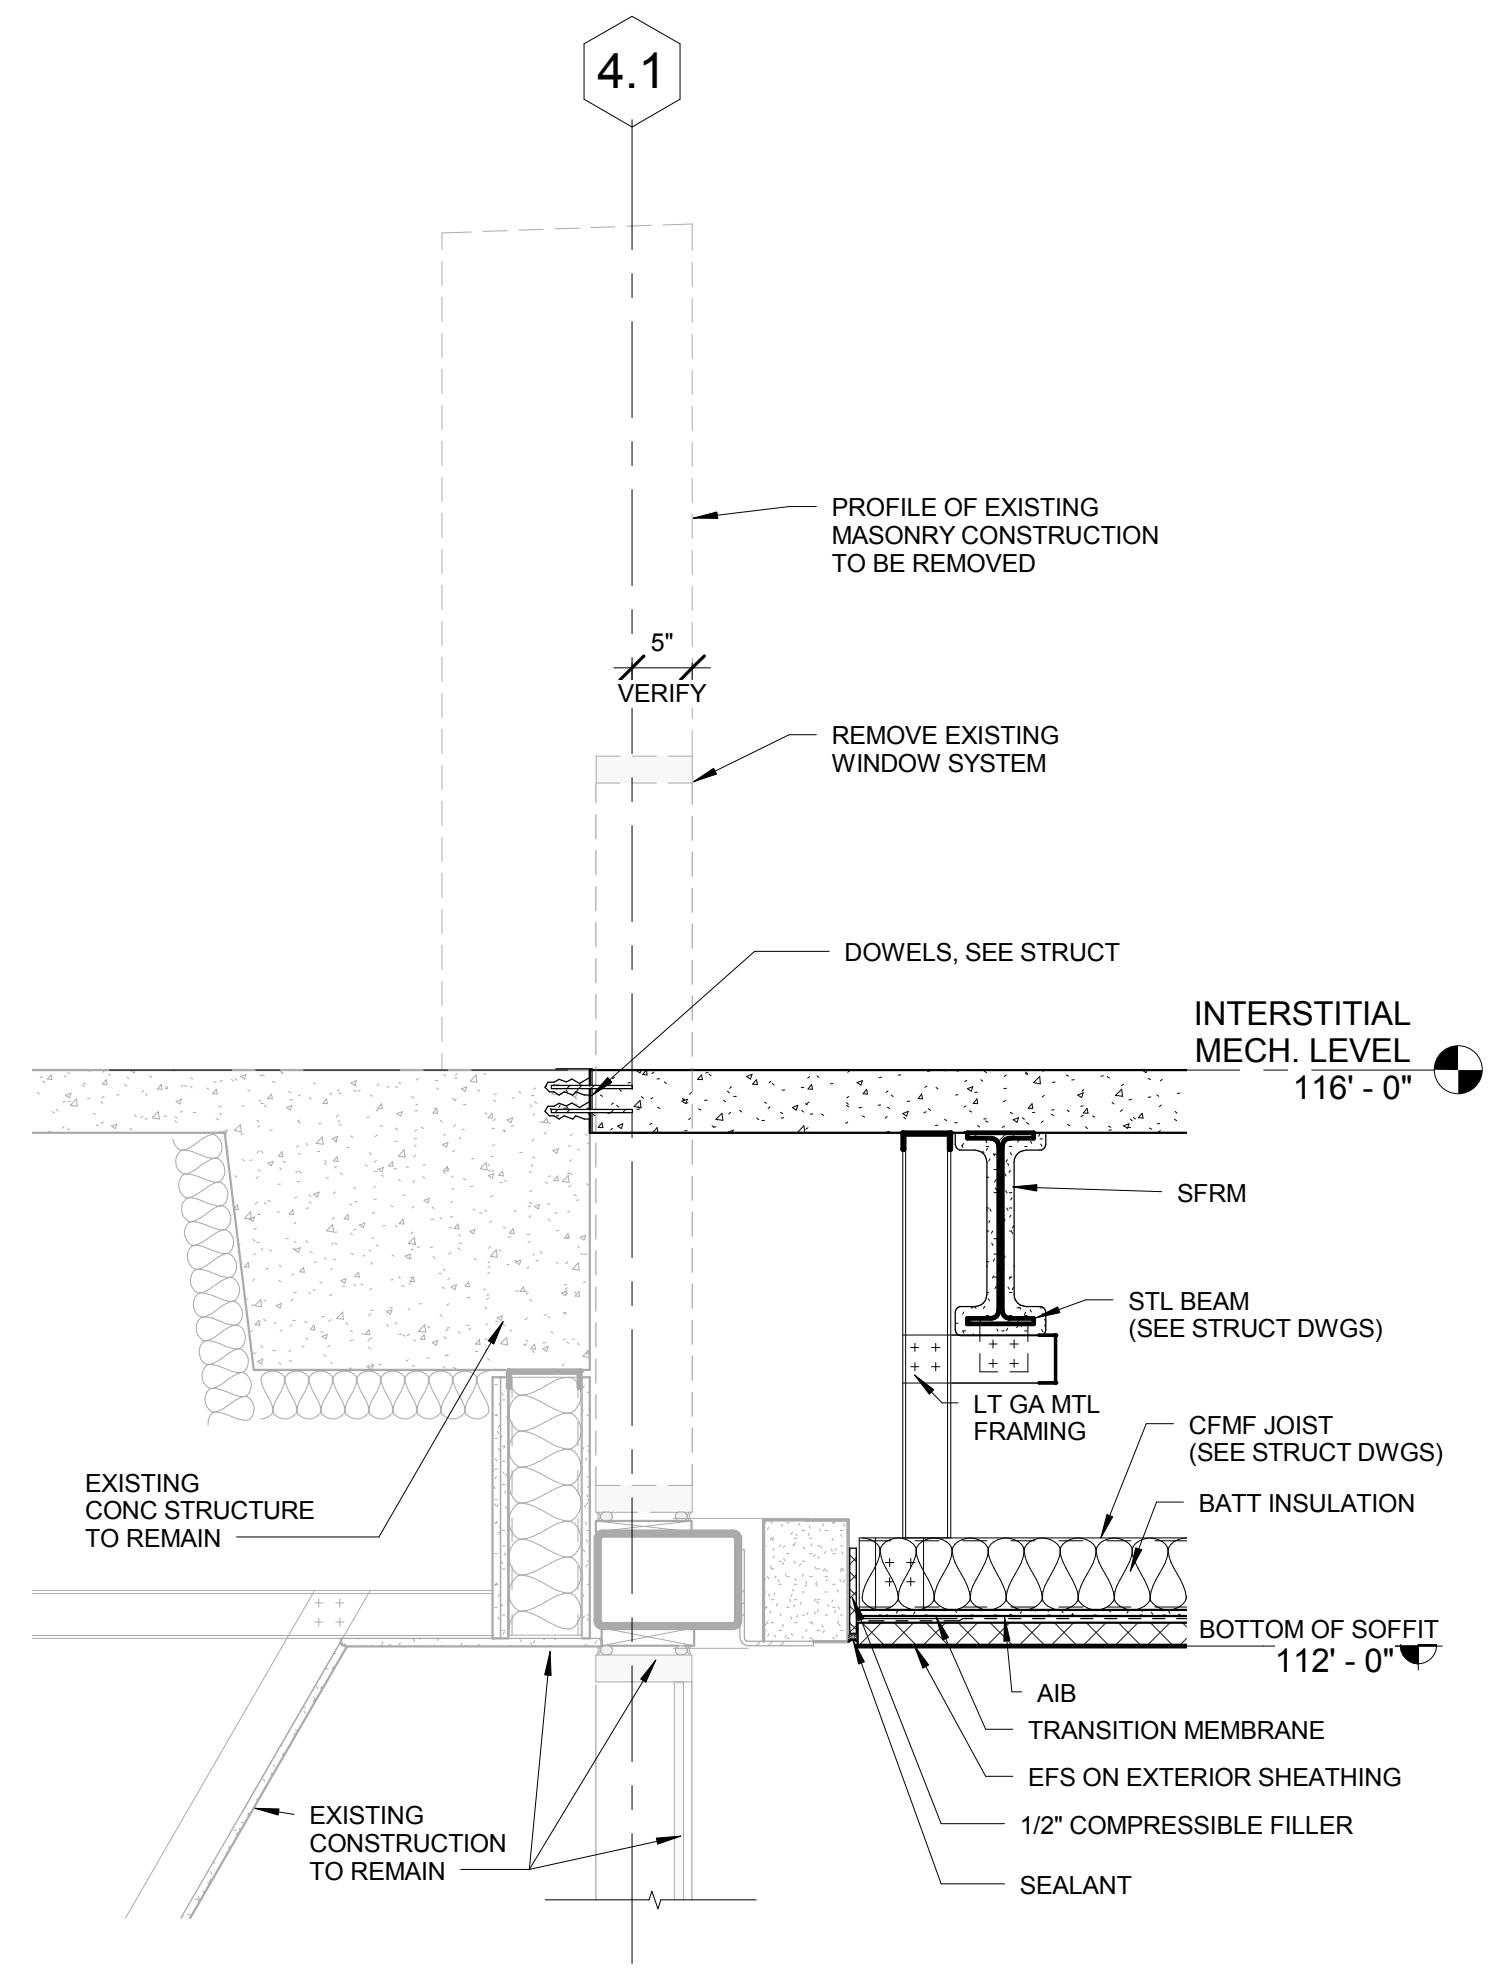 4.1
PROFILE OF EXISTING
MASONRY CONSTRUCTION
TO BE REMOVED
5"
VERIFY
REMOVE EXISTING
WINDOW SYSTEM
DOWELS, SEE STRUCT
INTERSTITIAL
MECH. LEVEL
116' - 0"
SFRM
STL BEAM
(SEE STRUCT DWGS)
LT GA MTL
FRAMING
CFMF JOIST
(SEE STRUCT DWGS)
BATT INSULATION
EXISTING
CONC STRUCTURE
TO REMAIN
BOTTOM OF SOFFIT
112' - 0"
AIB
TRANSITION MEMBRANE
EFS ON EXTERIOR SHEATHING
1/2" COMPRESSIBLE FILLER
SEALANT
EXISTING
CONSTRUCTION
TO REMAIN